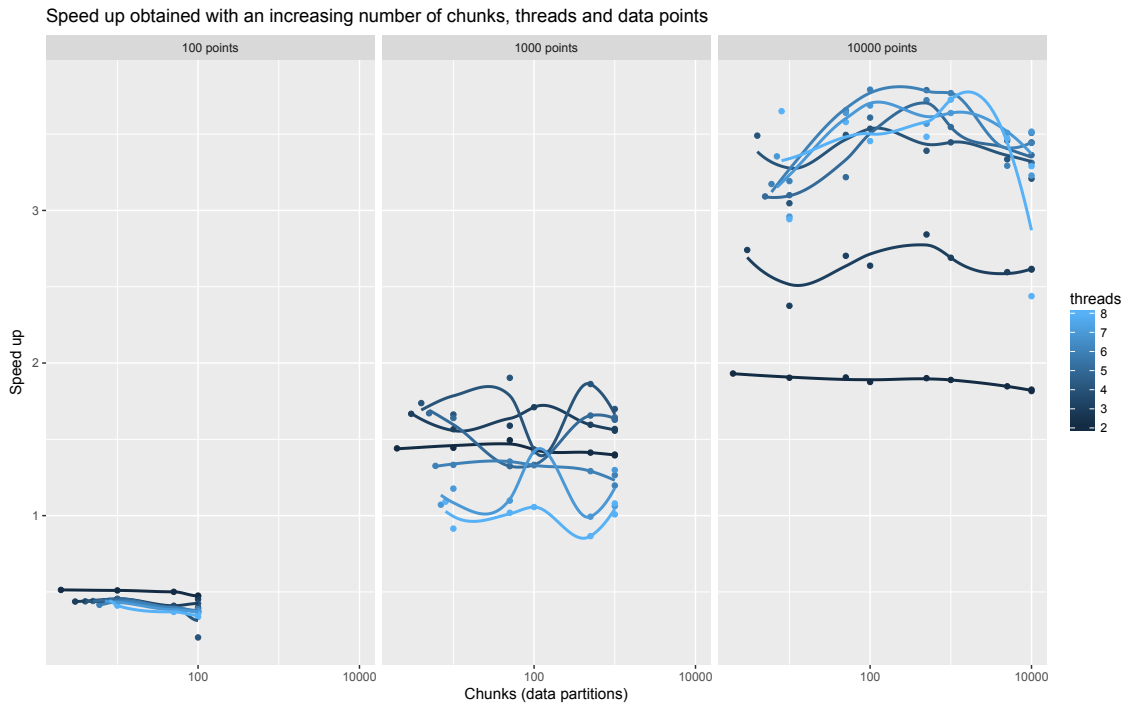 Speed up obtained with an increasing number of chunks, threads and data points
100 points 1000 points 10000 points
3
2
1
Speed up
100 10000 100 10000 100 10000
Chunks (data partitions)
threads
8
7
6
5
4
3
2